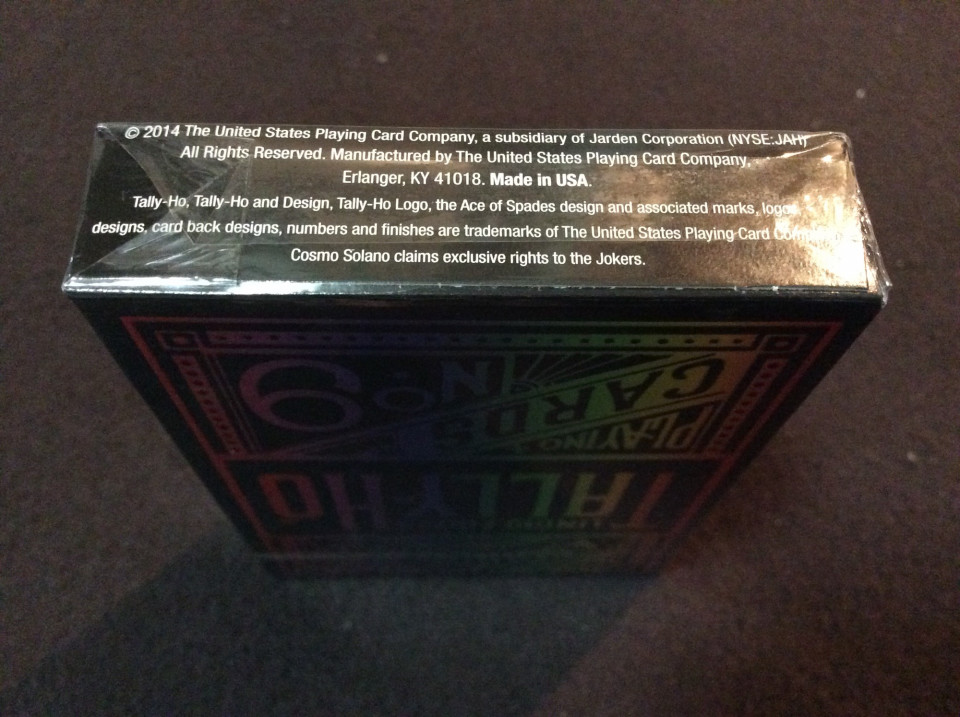 © 2014 The United States Playing Card Company, a subsidiary of Jarden Corporation (NYSE:JAH)
All Rights Reserved. Manufactured by The United States Playing Card Company,
Erlanger, KY 41018. Made in USA.
Tally-Ho, Tally-Ho and Design, Tally-Ho Logo, the Ace of Spades design and associated marks, logos
designs, card back designs, numbers and finishes are trademarks of The United States Playing Card Company
Cosmo Solano claims exclusive rights to the Jokers.
No. 9
PLAYING CARDS
TALLY HO